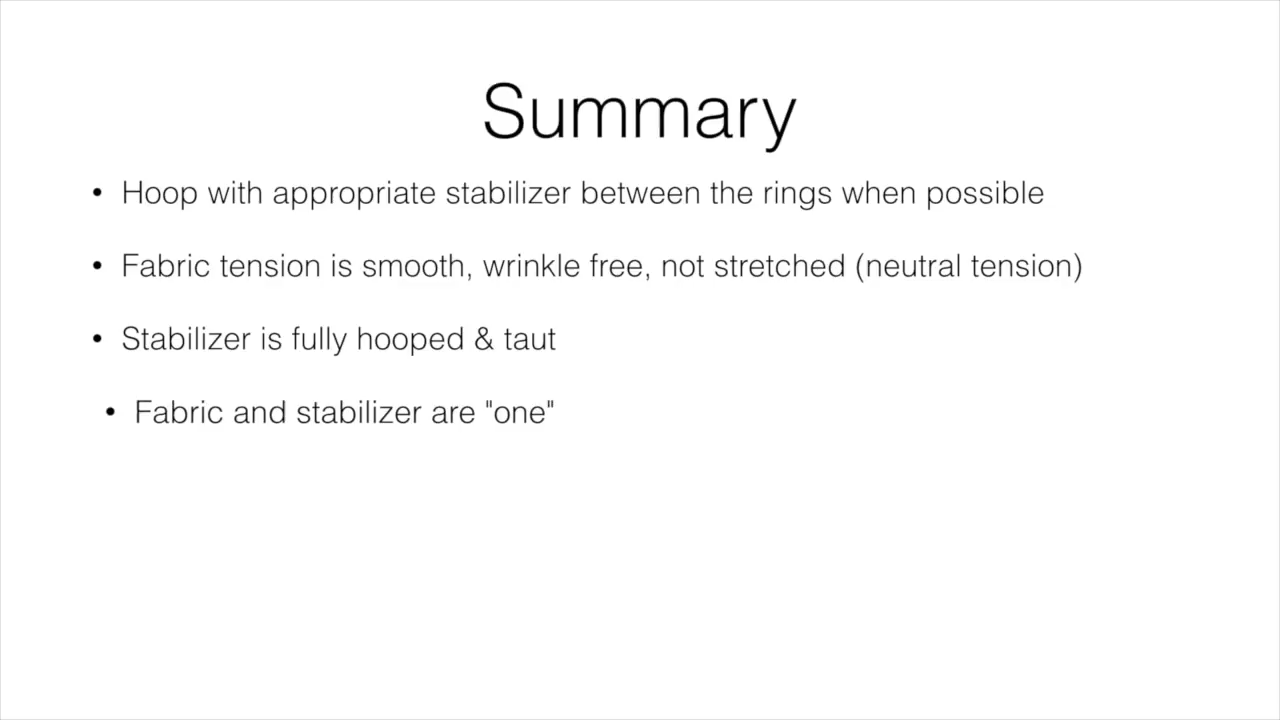 Summary
• Hoop with appropriate stabilizer between the rings when possible
• Fabric tension is smooth, wrinkle free, not stretched (neutral tension)
• Stabilizer is fully hooped & taut
• Fabric and stabilizer are "one"